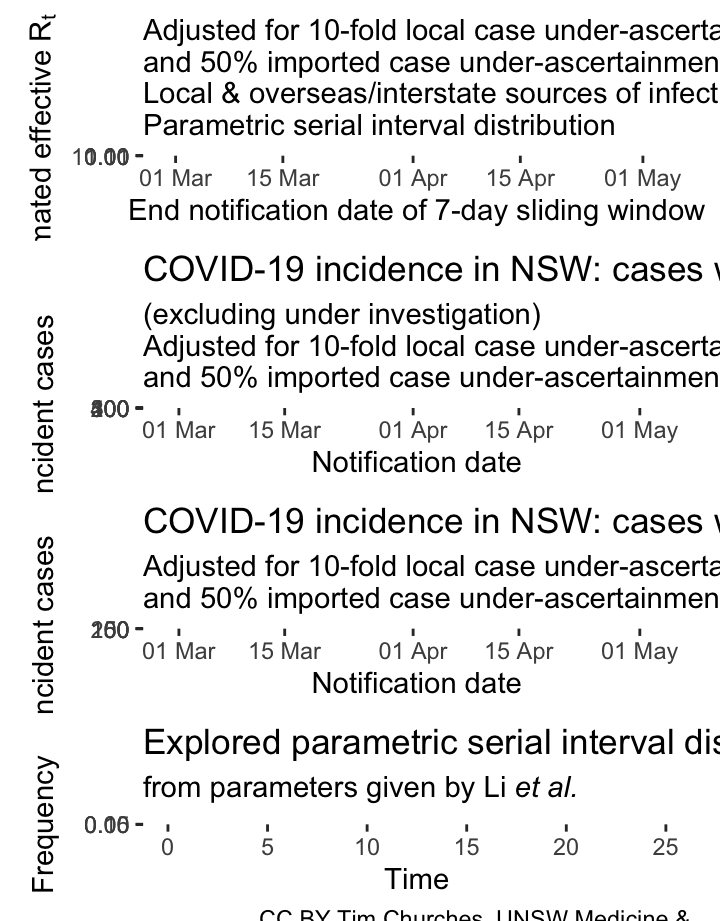 nated effective Rt
Adjusted for 10-fold local case under-ascerta
and 50% imported case under-ascertainmen
Local & overseas/interstate sources of infect
Parametric serial interval distribution
01 Mar 15 Mar 01 Apr 15 Apr 01 May
End notification date of 7-day sliding window
COVID-19 incidence in NSW: cases w
(excluding under investigation)
Adjusted for 10-fold local case under-ascerta
and 50% imported case under-ascertainmen
ncident cases
01 Mar 15 Mar 01 Apr 15 Apr 01 May
Notification date
COVID-19 incidence in NSW: cases w
Adjusted for 10-fold local case under-ascerta
and 50% imported case under-ascertainmen
ncident cases
01 Mar 15 Mar 01 Apr 15 Apr 01 May
Notification date
Explored parametric serial interval dis
from parameters given by Li et al.
Frequency
0 5 10 15 20 25
Time
CC BY Tim Churches, UNSW Medicine &